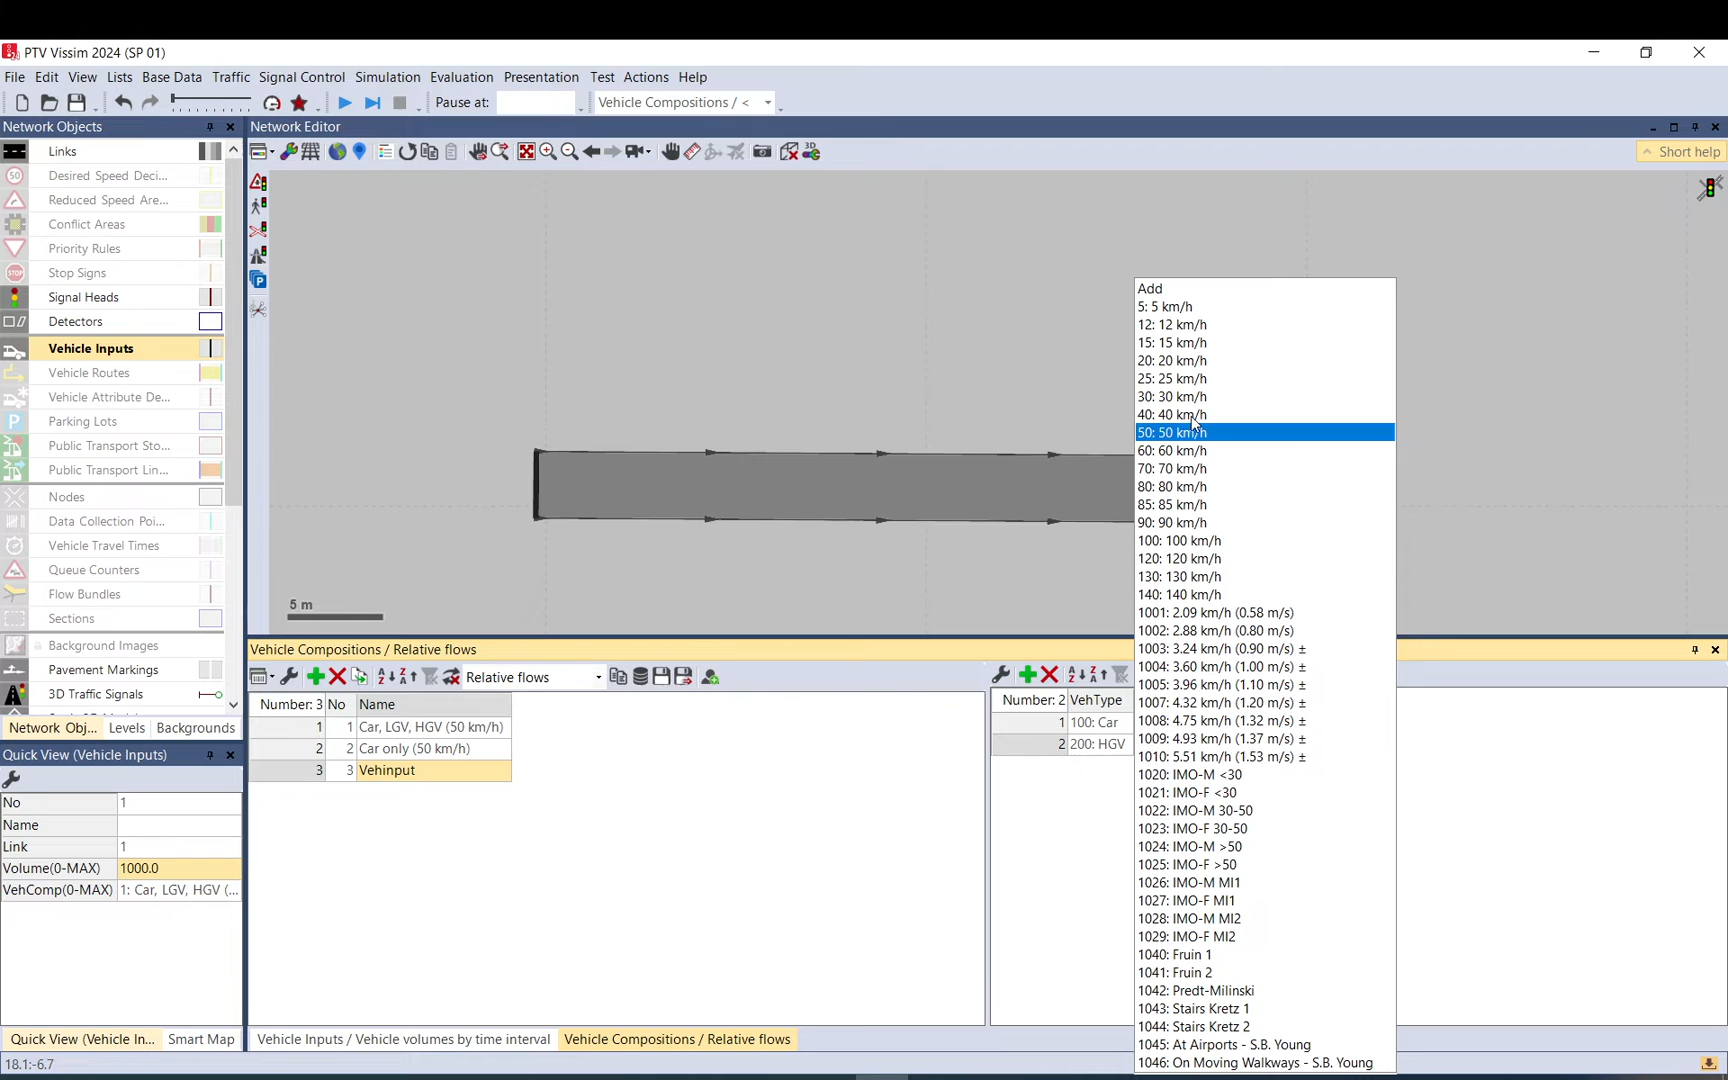 PTV Vissim 2024 (SP 01)
File Edit View Lists Base Data Traffic Signal Control Simulation Evaluation Presentation Test Actions Help
Pause at: Vehicle Compositions / <
Network Objects
Network Editor
Short help
Links
Desired Speed Deci...
Reduced Speed Are...
Conflict Areas
Priority Rules
Stop Signs
Signal Heads
Detectors
Vehicle Inputs
Vehicle Routes
Vehicle Attribute De...
Parking Lots
Public Transport Sto...
Public Transport Lin...
Nodes
Data Collection Poi...
Vehicle Travel Times
Queue Counters
Flow Bundles
Sections
Background Images
Pavement Markings
3D Traffic Signals
Network Obj... Levels Backgrounds
Quick View (Vehicle Inputs)
No 1
Name
Link 1
Volume(0-MAX) 1000.0
VehComp(0-MAX) 1: Car, LGV, HGV (...
Quick View (Vehicle In... Smart Map
18.1:-6.7
5 m
Vehicle Compositions / Relative flows
Relative flows
Number: 3 No Name
1 1 Car, LGV, HGV (50 km/h)
2 2 Car only (50 km/h)
3 3 Vehinput
Number: 2 VehType
1 100: Car
2 200: HGV
Vehicle Inputs / Vehicle volumes by time interval Vehicle Compositions / Relative flows
Add
5: 5 km/h
12: 12 km/h
15: 15 km/h
20: 20 km/h
25: 25 km/h
30: 30 km/h
40: 40 km/h
50: 50 km/h
60: 60 km/h
70: 70 km/h
80: 80 km/h
85: 85 km/h
90: 90 km/h
100: 100 km/h
120: 120 km/h
130: 130 km/h
140: 140 km/h
1001: 2.09 km/h (0.58 m/s)
1002: 2.88 km/h (0.80 m/s)
1003: 3.24 km/h (0.90 m/s) ±
1004: 3.60 km/h (1.00 m/s) ±
1005: 3.96 km/h (1.10 m/s) ±
1007: 4.32 km/h (1.20 m/s) ±
1008: 4.75 km/h (1.32 m/s) ±
1009: 4.93 km/h (1.37 m/s) ±
1010: 5.51 km/h (1.53 m/s) ±
1020: IMO-M <30
1021: IMO-F <30
1022: IMO-M 30-50
1023: IMO-F 30-50
1024: IMO-M >50
1025: IMO-F >50
1026: IMO-M MI1
1027: IMO-F MI1
1028: IMO-M MI2
1029: IMO-F MI2
1040: Fruin 1
1041: Fruin 2
1042: Predt-Milinski
1043: Stairs Kretz 1
1044: Stairs Kretz 2
1045: At Airports - S.B. Young
1046: On Moving Walkways - S.B. Young